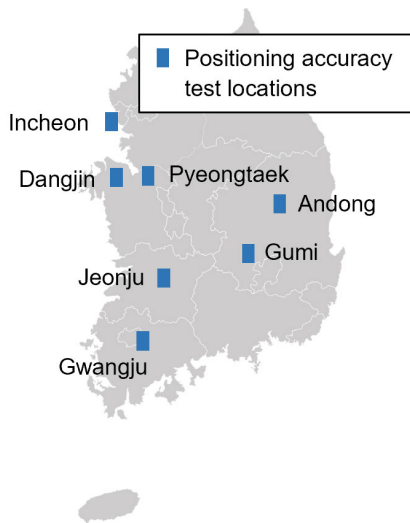 Positioning accuracy
test locations
Incheon
Dangjin
Pyeongtaek
Andong
Gumi
Jeonju
Gwangju